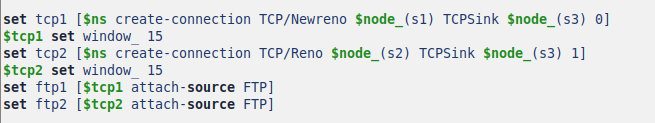 set tcp1 [$ns create-connection TCP/Newreno $node_(s1) TCPSink $node_(s3) 0]
$tcp1 set window_ 15
set tcp2 [$ns create-connection TCP/Reno $node_(s2) TCPSink $node_(s3) 1]
$tcp2 set window_ 15
set ftp1 [$tcp1 attach-source FTP]
set ftp2 [$tcp2 attach-source FTP]